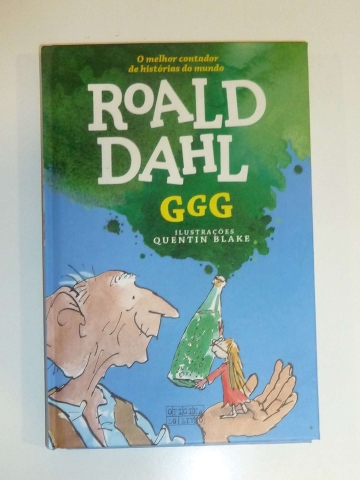 O melhor contador
de histórias do mundo
ROALD
DAHL
GGG
ILUSTRAÇÕES
QUENTIN BLAKE